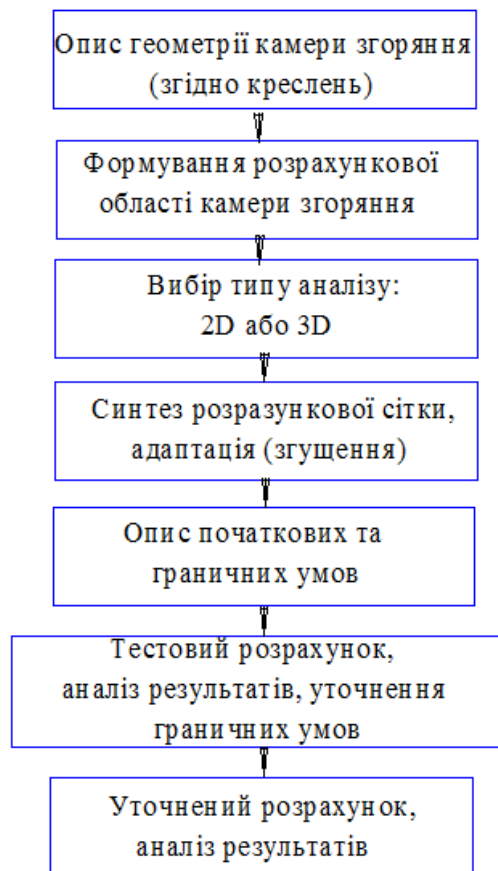 Опис геометрії камери згоряння
(згідно креслень)
Формування розрахункової
області камери згоряння
Вибір типу аналізу:
2D або 3D
Синтез розразункової сітки,
адаптація (згущення)
Опис початкових та
граничних умов
Тестовий розрахунок,
аналіз результатів, уточнення
граничних умов
Уточнений розрахунок,
аналіз результатів